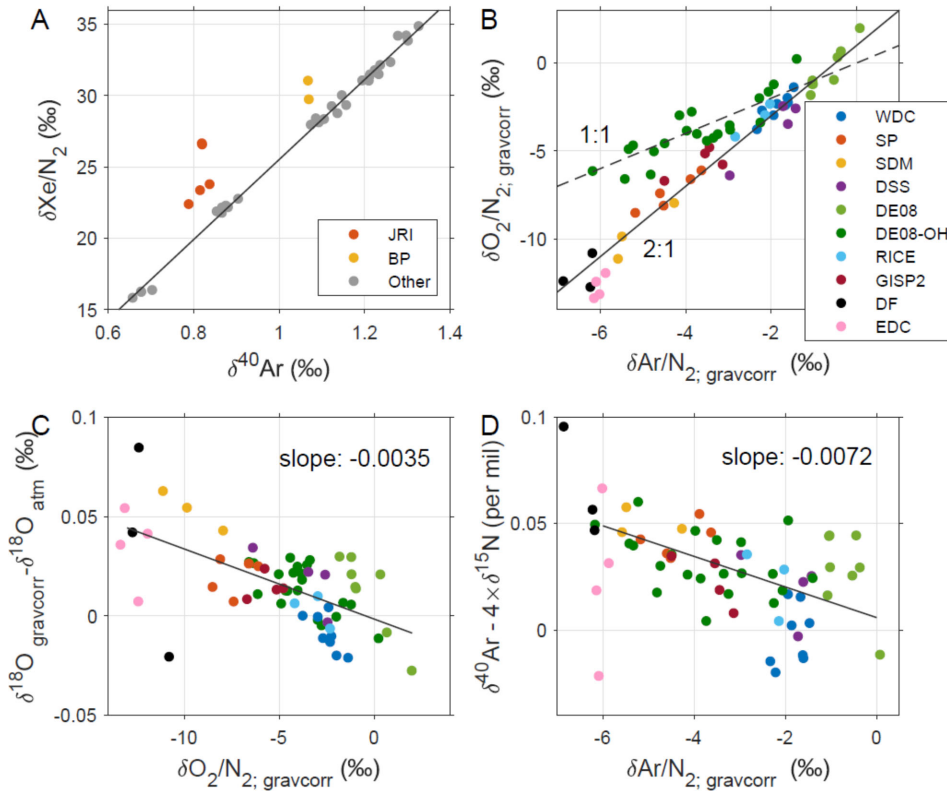 A
35
30
25
20
15
0.6
0.8
1
1.2
1.4
δXe/N₂ (‰)
δ⁴⁰Ar (‰)
JRI
BP
Other
B
0
-5
-10
-6
-4
-2
δO₂/N₂; gravcorr (‰)
δAr/N₂; gravcorr (‰)
1:1
2:1
WDC
SP
SDM
DSS
DE08
DE08-OH
RICE
GISP2
DF
EDC
C
0.1
0.05
0
-0.05
-10
-5
0
δ¹⁸O gravcorr-δ¹⁸O atm (‰)
δO₂/N₂; gravcorr (‰)
slope: -0.0035
D
0.1
0.05
0
-6
-4
-2
0
δ⁴⁰Ar - 4×δ¹⁵N (per mil)
δAr/N₂; gravcorr (‰)
slope: -0.0072